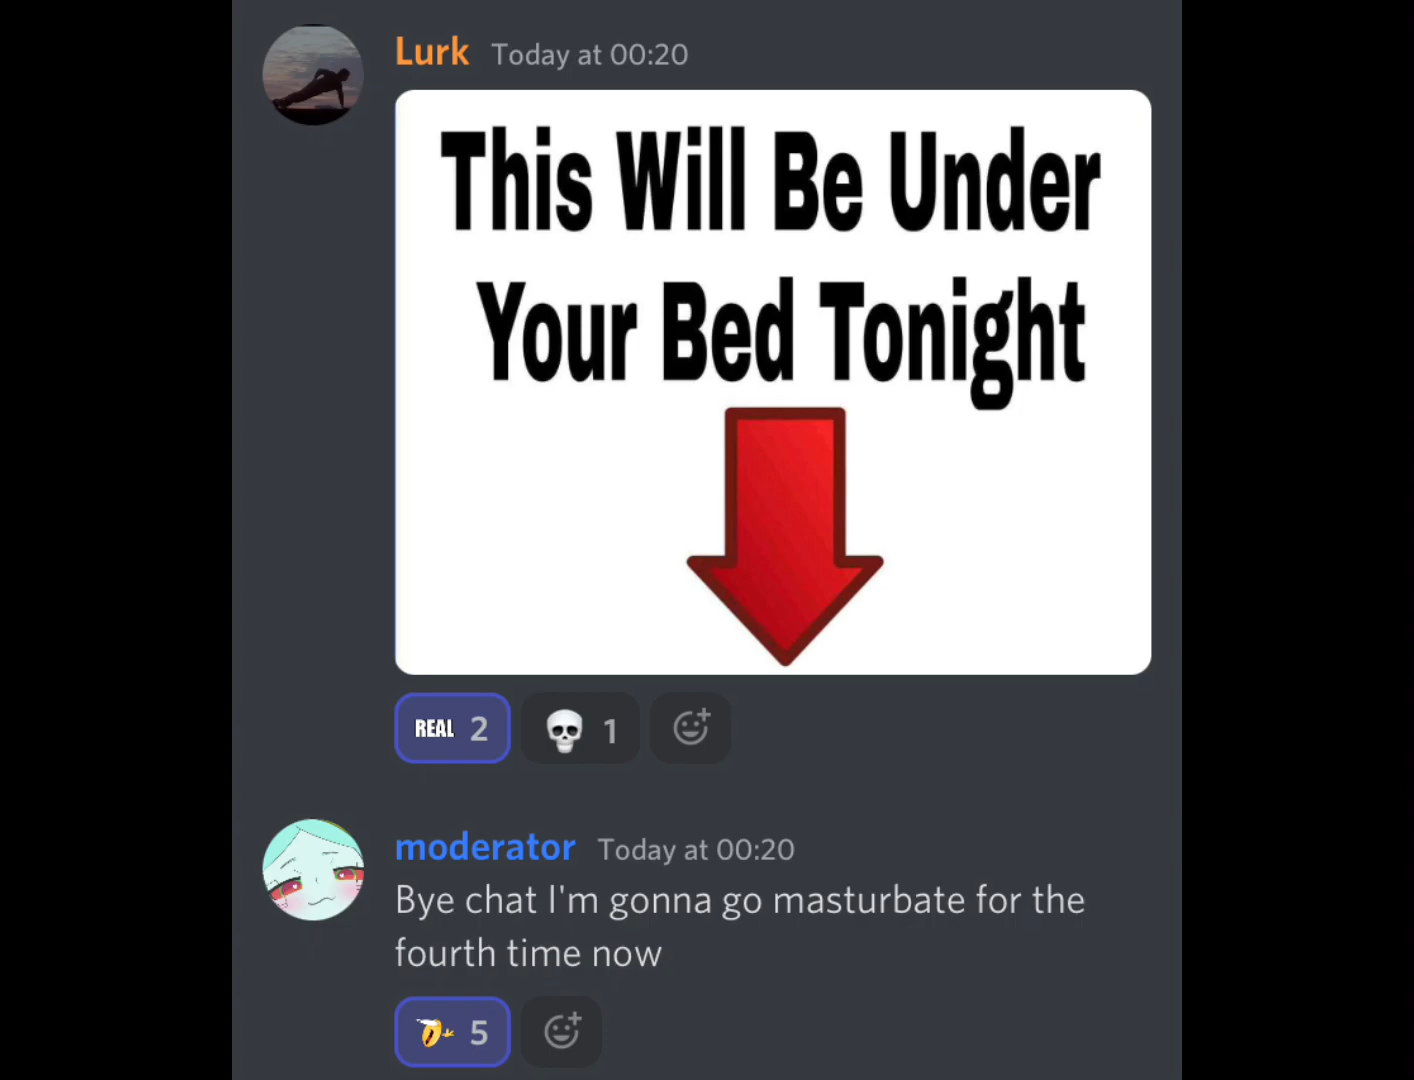 Lurk Today at 00:20
This Will Be Under
Your Bed Tonight
REAL 2 1
moderator Today at 00:20
Bye chat I'm gonna go masturbate for the
fourth time now
5